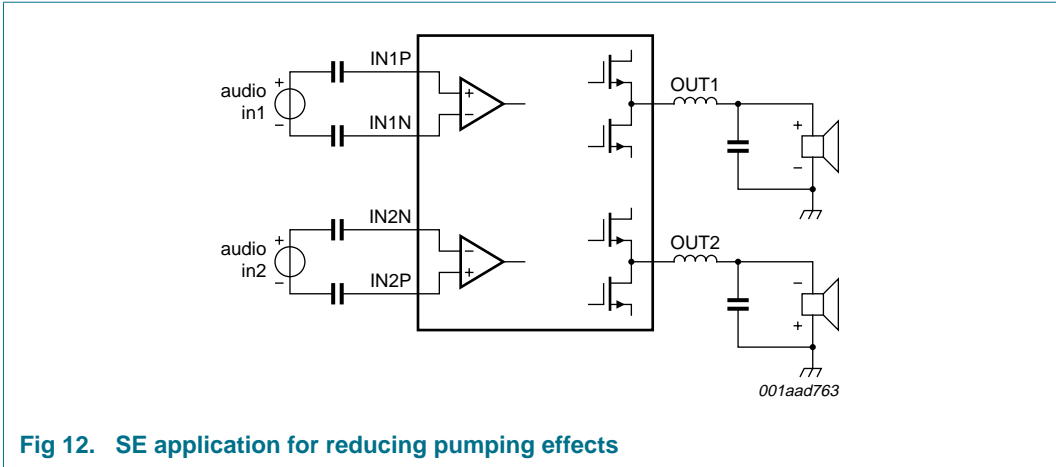 IN1P
OUT1
+
audio
in1
−
+
−
IN1N
+
−
IN2N
OUT2
+
audio
in2
−
−
+
IN2P
−
+
001aad763
Fig 12. SE application for reducing pumping effects